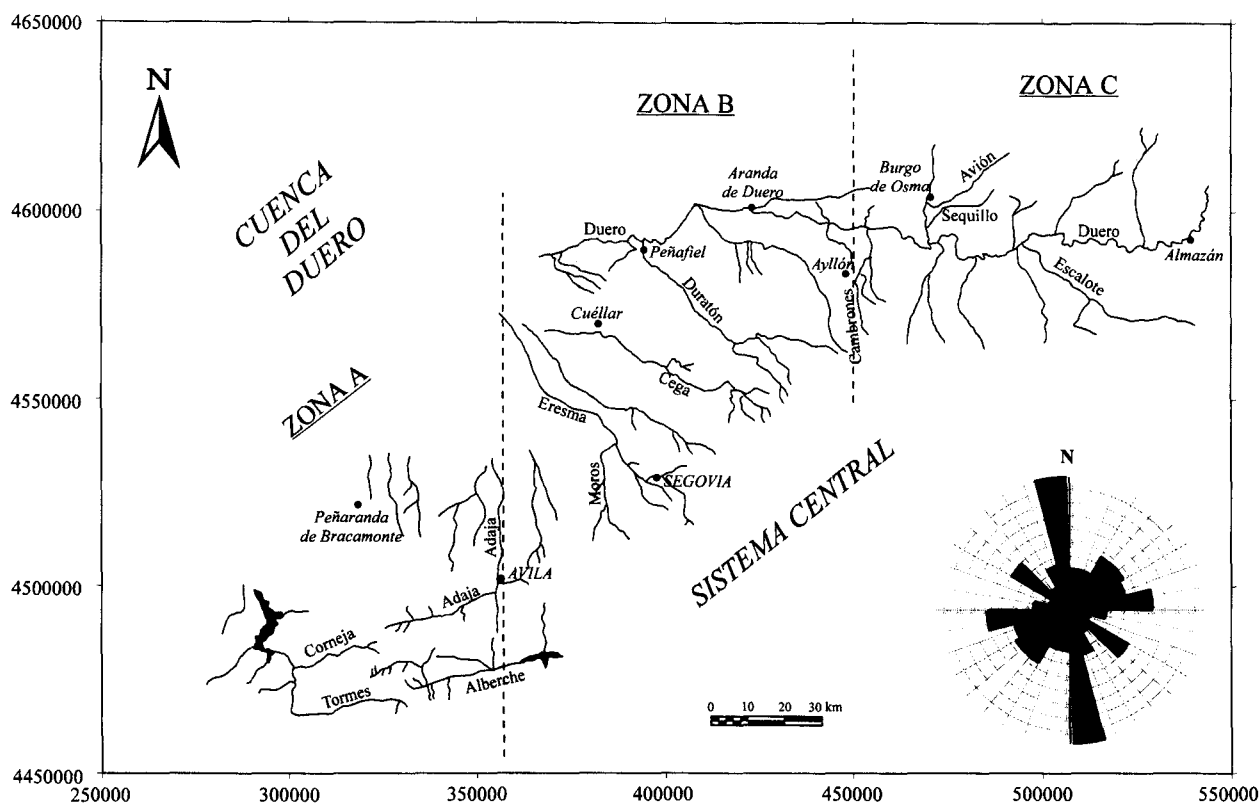 4650000
4600000
4550000
4500000
4450000
250000
300000
350000
400000
450000
500000
550000
N
CUENCA
DEL
DUERO
ZONA A
ZONA B
ZONA C
SISTEMA CENTRAL
Aranda
de Duero
Burgo
de Osma
Avión
Sequillo
Duero
Peñafiel
Ayllón
Duero
Almazán
Escalote
Cambrones
Duratón
Cuéllar
Cega
Eresma
Moros
SEGOVIA
Peñaranda
de Bracamonte
Adaja
AVILA
Adaja
Corneja
Tormes
Alberche
0 10 20 30 km
N